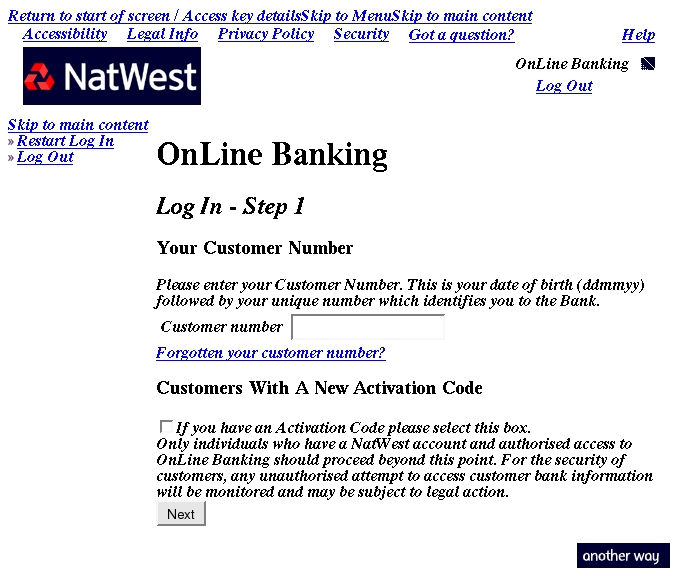 Return to start of screen / Access key detailsSkip to MenuSkip to main content
Accessibility Legal Info Privacy Policy Security Got a question? Help
NatWest
OnLine Banking
Log Out
Skip to main content
» Restart Log In
» Log Out
OnLine Banking
Log In - Step 1
Your Customer Number
Please enter your Customer Number. This is your date of birth (ddmmyy)
followed by your unique number which identifies you to the Bank.
Customer number
Forgotten your customer number?
Customers With A New Activation Code
If you have an Activation Code please select this box.
Only individuals who have a NatWest account and authorised access to
OnLine Banking should proceed beyond this point. For the security of
customers, any unauthorised attempt to access customer bank information
will be monitored and may be subject to legal action.
Next
another way